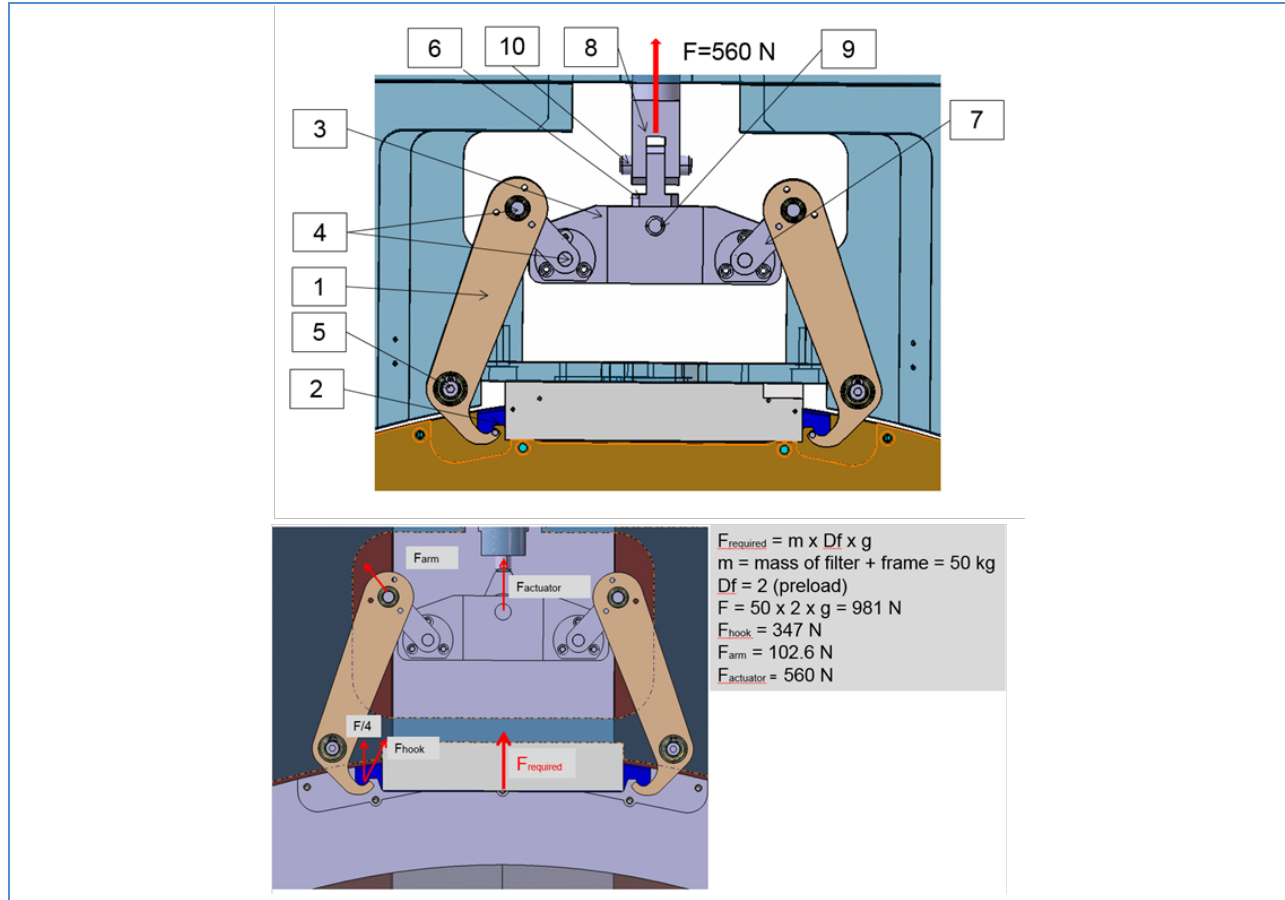 6
10
8
F=560 N
9
3
7
4
1
5
2
Farm
Factuator
F/4
Fhook
Frequired
Frequired = m x Df x g
m = mass of filter + frame = 50 kg
Df = 2 (preload)
F = 50 x 2 x g = 981 N
Fhook = 347 N
Farm = 102.6 N
Factuator = 560 N